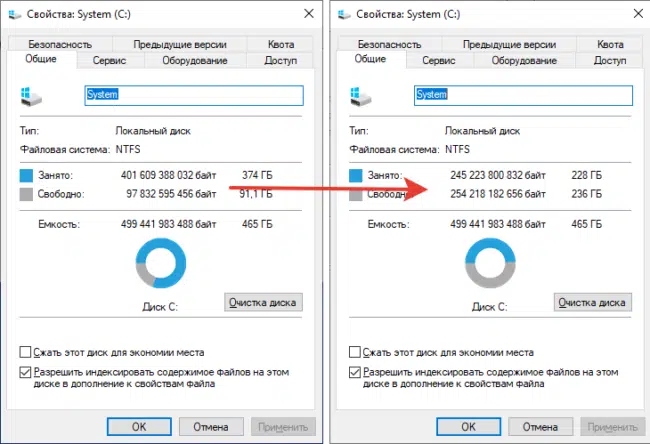 Свойства: System (C:)
Безопасность Предыдущие версии Квота
Общие Сервис Оборудование Доступ
System
Тип: Локальный диск
Файловая система: NTFS
Занято: 401 609 388 032 байт 374 ГБ
Свободно: 97 832 595 456 байт 91,1 ГБ
Емкость: 499 441 983 488 байт 465 ГБ
Диск C: Очистка диска
Сжать этот диск для экономии места
Разрешить индексировать содержимое файлов на этом
диске в дополнение к свойствам файла
OK Отмена Применить
Свойства: System (C:)
Безопасность Предыдущие версии Квота
Общие Сервис Оборудование Доступ
System
Тип: Локальный диск
Файловая система: NTFS
Занято: 245 223 800 832 байт 228 ГБ
Свободно: 254 218 182 656 байт 236 ГБ
Емкость: 499 441 983 488 байт 465 ГБ
Диск C: Очистка диска
Сжать этот диск для экономии места
Разрешить индексировать содержимое файлов на этом
диске в дополнение к свойствам файла
OK Отмена Применить